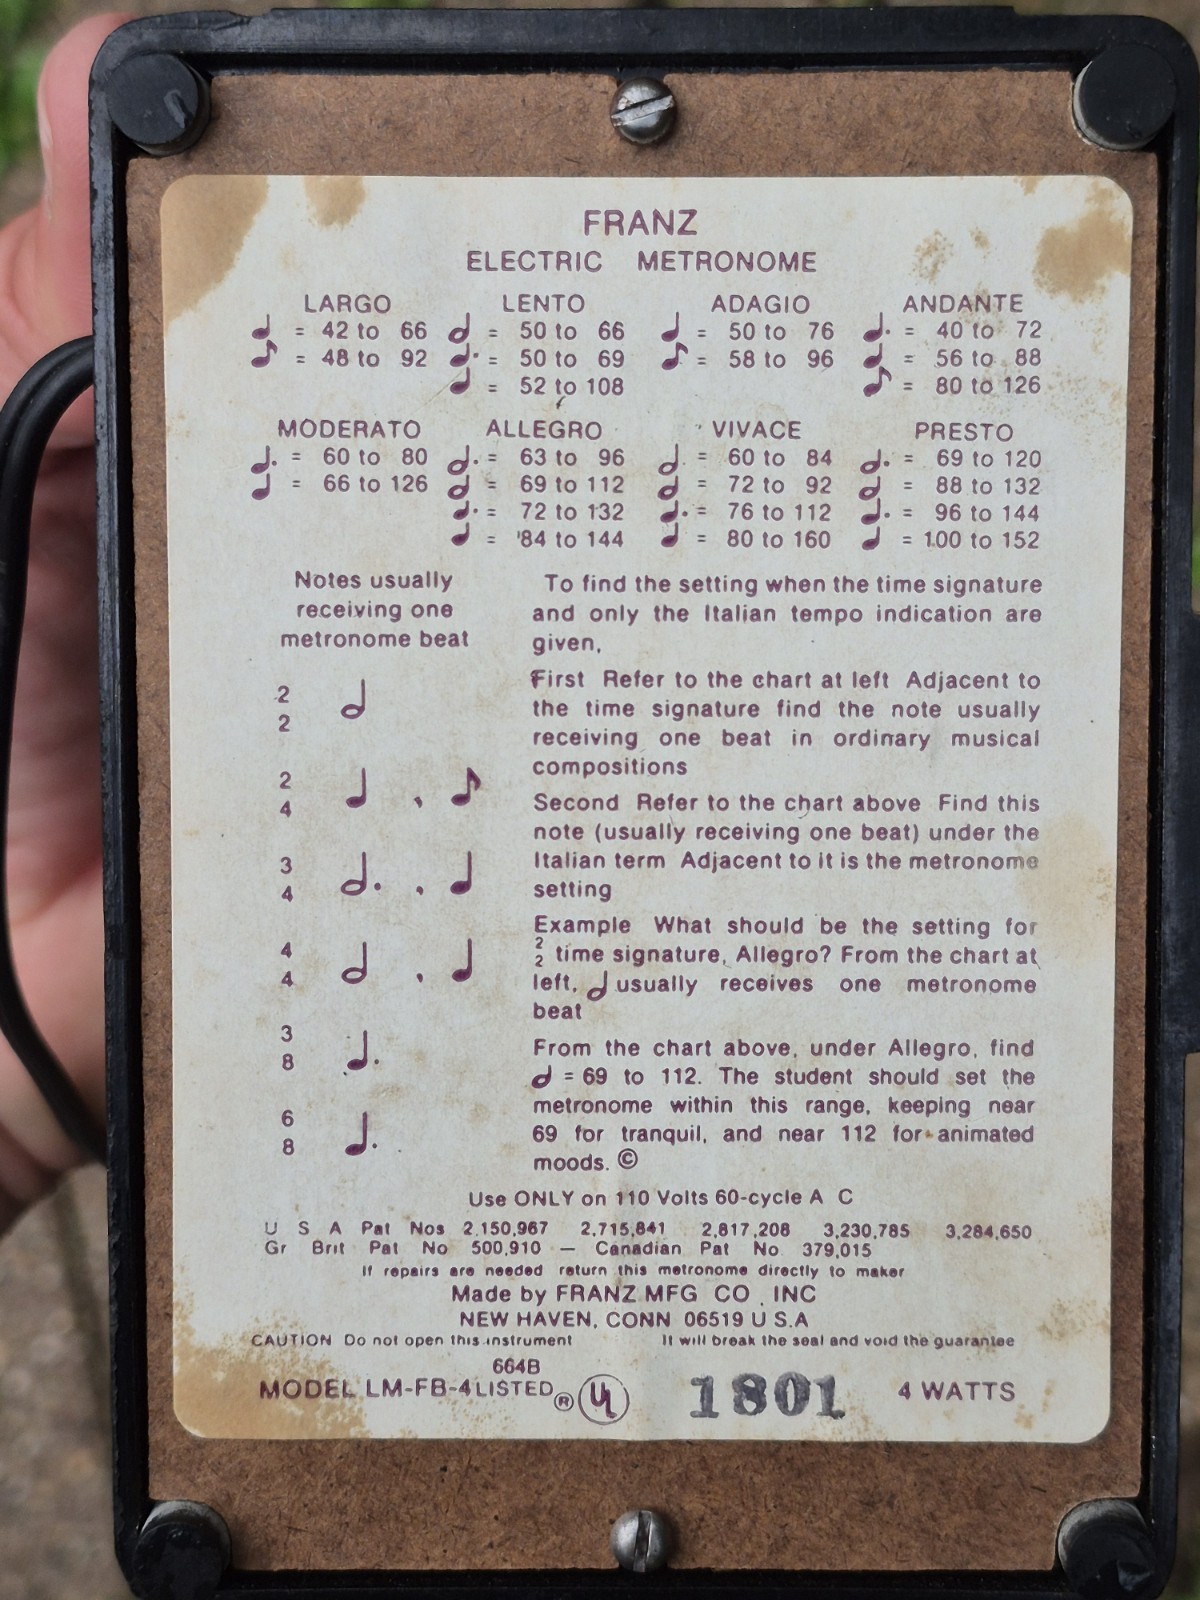 FRANZ
ELECTRIC METRONOME
LARGO LENTO ADAGIO ANDANTE
♩ = 42 to 66 𝅗𝅥 = 50 to 66 ♩ = 50 to 76 ♩. = 40 to 72
♪ = 48 to 92 ♩. = 50 to 69 ♪ = 58 to 96 ♩ = 56 to 88
♩ = 52 to 108 ♪ = 80 to 126
MODERATO ALLEGRO VIVACE PRESTO
♩. = 60 to 80 𝅗𝅥. = 63 to 96 𝅗𝅥. = 60 to 84 𝅗𝅥. = 69 to 120
♩ = 66 to 126 𝅗𝅥 = 69 to 112 𝅗𝅥 = 72 to 92 𝅗𝅥 = 88 to 132
♩. = 72 to 132 ♩. = 76 to 112 ♩. = 96 to 144
♩ = 84 to 144 ♩ = 80 to 160 ♩ = 100 to 152
Notes usually
receiving one
metronome beat
2
2 𝅗𝅥
2
4 ♩ , ♪
3
4 𝅗𝅥. , ♩
4
4 𝅗𝅥 , ♩
3
8 ♩.
6
8 ♩.
To find the setting when the time signature
and only the Italian tempo indication are
given,
First Refer to the chart at left Adjacent to
the time signature find the note usually
receiving one beat in ordinary musical
compositions
Second Refer to the chart above Find this
note (usually receiving one beat) under the
Italian term Adjacent to it is the metronome
setting
Example What should be the setting for
2/2 time signature, Allegro? From the chart at
left, 𝅗𝅥 usually receives one metronome
beat
From the chart above, under Allegro, find
𝅗𝅥 = 69 to 112. The student should set the
metronome within this range, keeping near
69 for tranquil, and near 112 for animated
moods. ©
Use ONLY on 110 Volts 60-cycle A C
U S A Pat Nos 2,150,967 2,715,841 2,817,208 3,230,785 3,284,650
Gr Brit Pat No 500,910 — Canadian Pat No. 379,015
If repairs are needed return this metronome directly to maker
Made by FRANZ MFG CO. INC
NEW HAVEN, CONN 06519 U S.A
CAUTION Do not open this instrument It will break the seal and void the guarantee
664B
MODEL LM-FB-4 LISTED ® UL 1801 4 WATTS